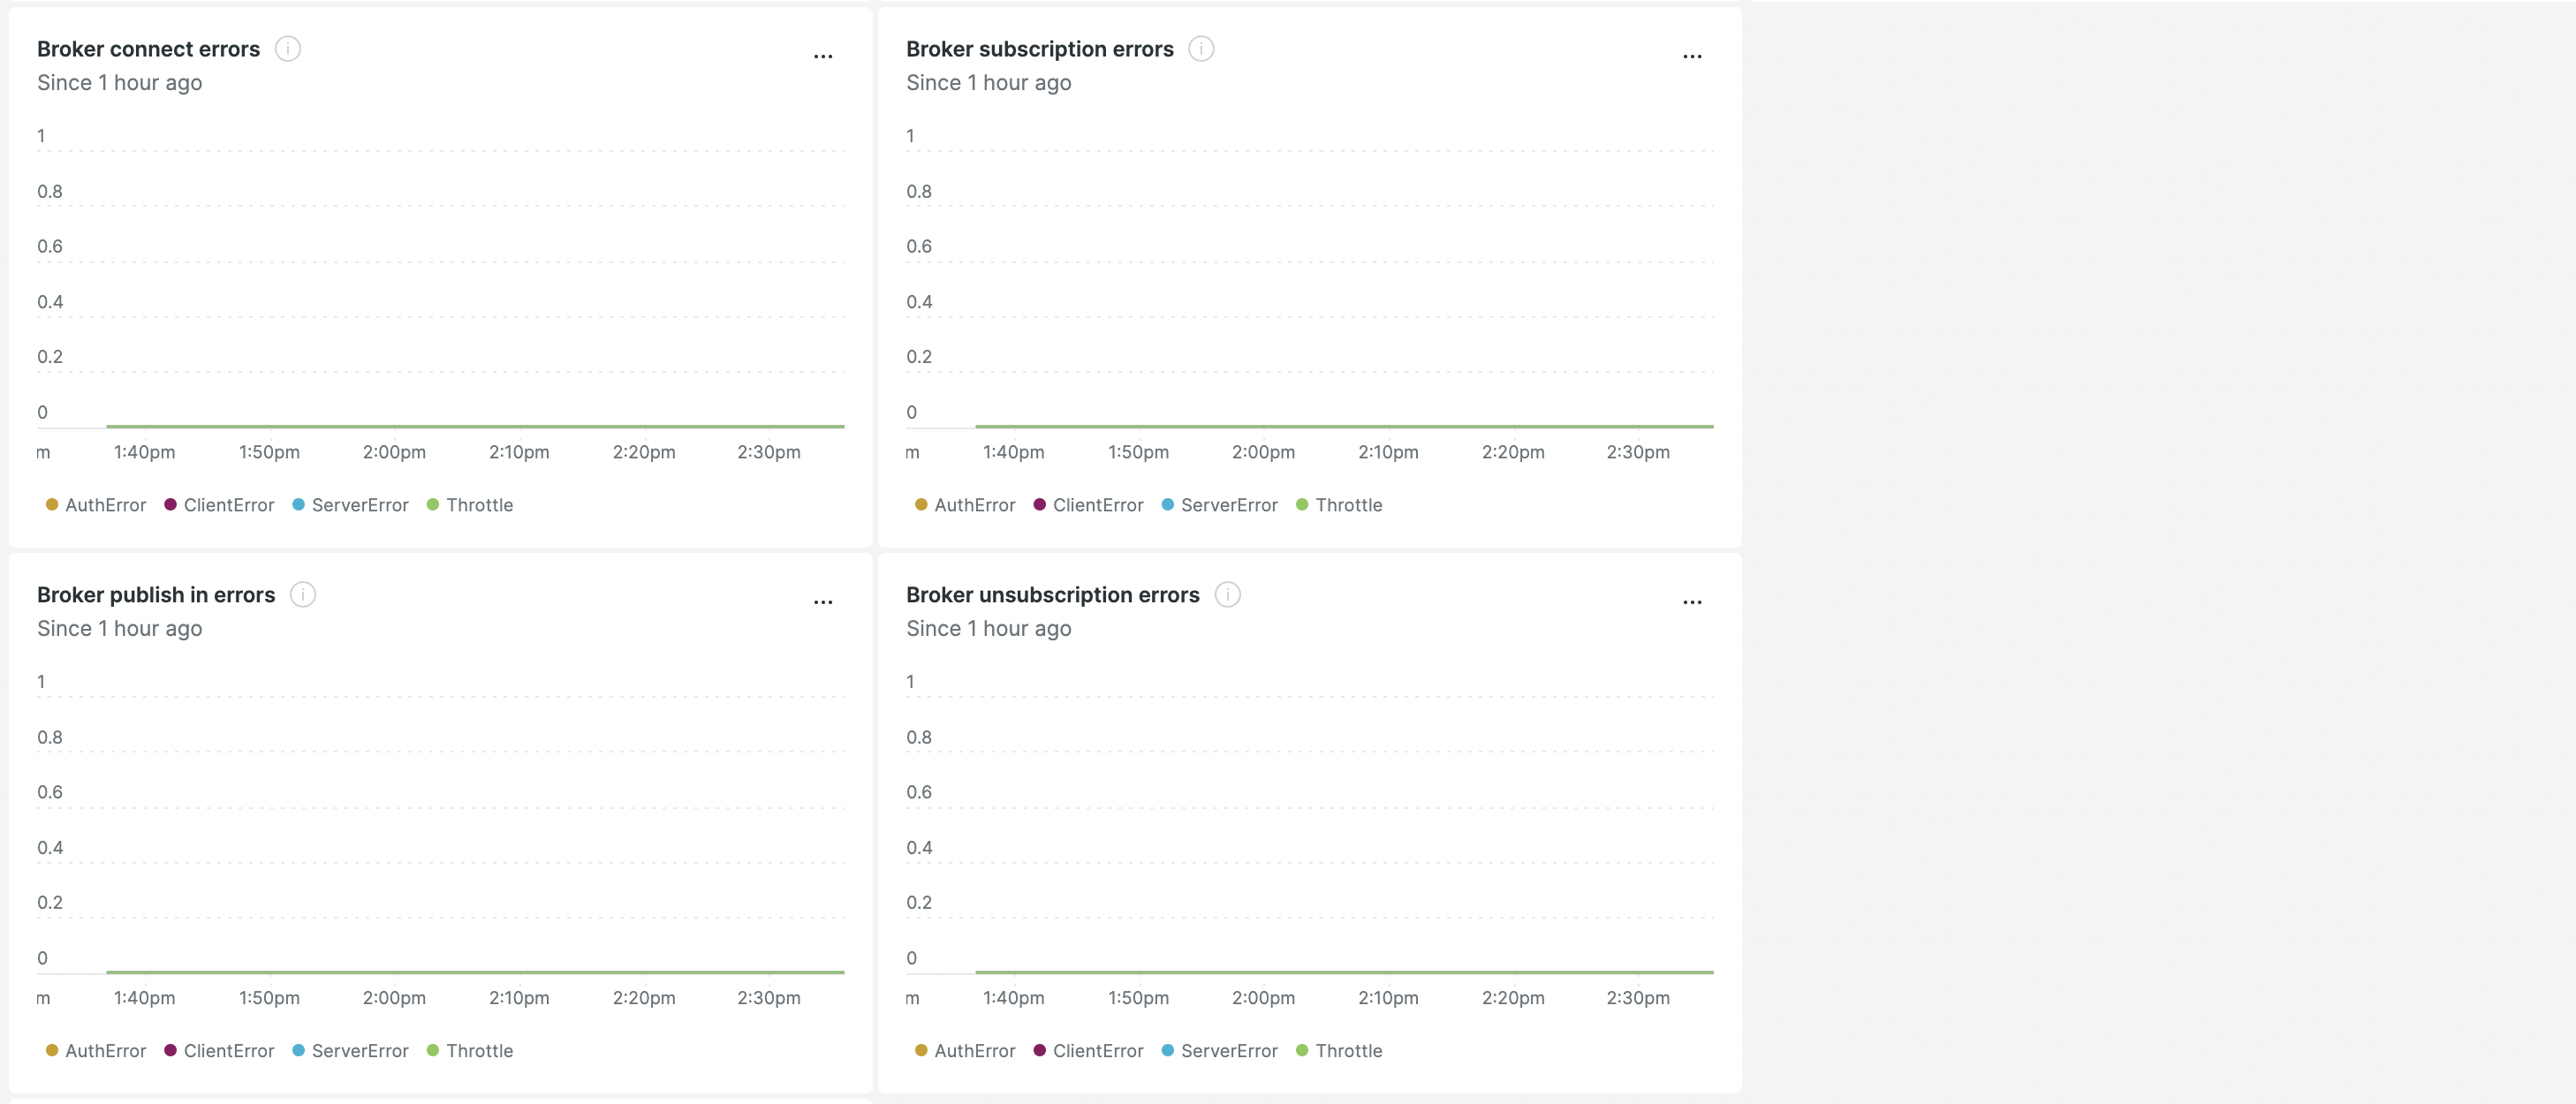 Broker connect errors
Since 1 hour ago
1
0.8
0.6
0.4
0.2
0
m 1:40pm 1:50pm 2:00pm 2:10pm 2:20pm 2:30pm
AuthError ClientError ServerError Throttle
Broker subscription errors
Since 1 hour ago
1
0.8
0.6
0.4
0.2
0
m 1:40pm 1:50pm 2:00pm 2:10pm 2:20pm 2:30pm
AuthError ClientError ServerError Throttle
Broker publish in errors
Since 1 hour ago
1
0.8
0.6
0.4
0.2
0
m 1:40pm 1:50pm 2:00pm 2:10pm 2:20pm 2:30pm
AuthError ClientError ServerError Throttle
Broker unsubscription errors
Since 1 hour ago
1
0.8
0.6
0.4
0.2
0
m 1:40pm 1:50pm 2:00pm 2:10pm 2:20pm 2:30pm
AuthError ClientError ServerError Throttle